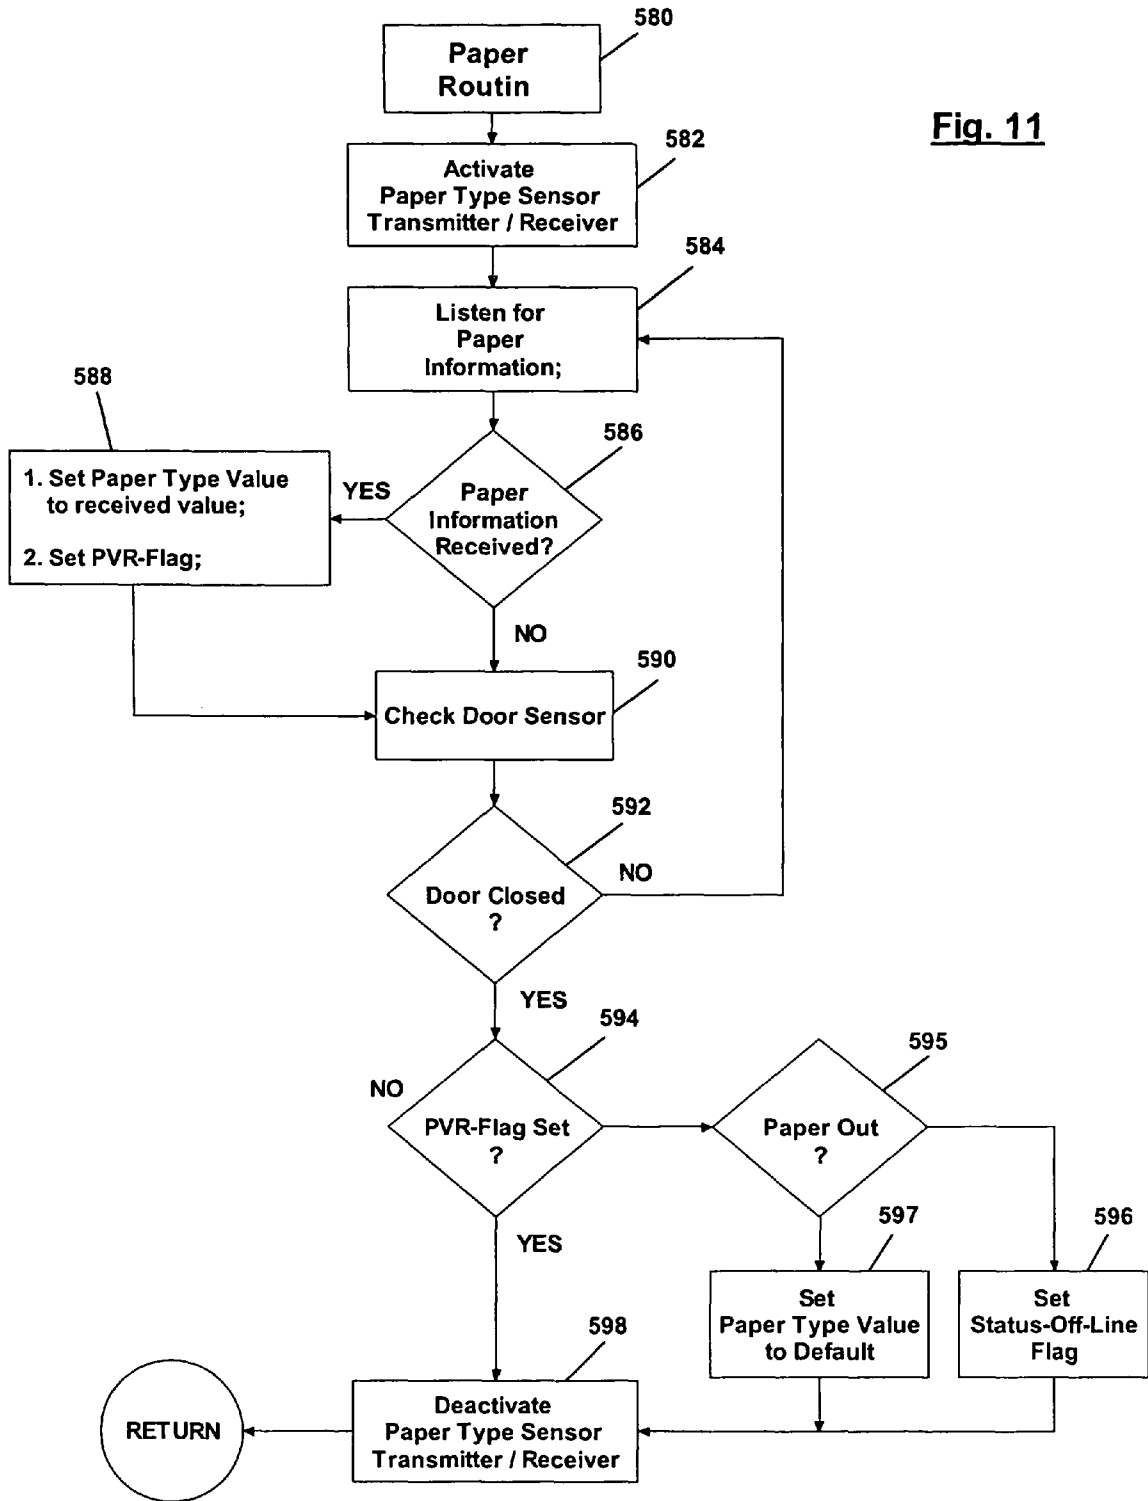 580
Paper
Routin
Fig. 11
582
Activate
Paper Type Sensor
Transmitter / Receiver
584
Listen for
Paper
Information;
588
586
1. Set Paper Type Value
to received value;
2. Set PVR-Flag;
YES
Paper
Information
Received?
NO
590
Check Door Sensor
592
Door Closed
?
NO
YES
594
NO
PVR-Flag Set
?
595
Paper Out
?
YES
597
596
Set
Paper Type Value
to Default
Set
Status-Off-Line
Flag
598
Deactivate
Paper Type Sensor
Transmitter / Receiver
RETURN